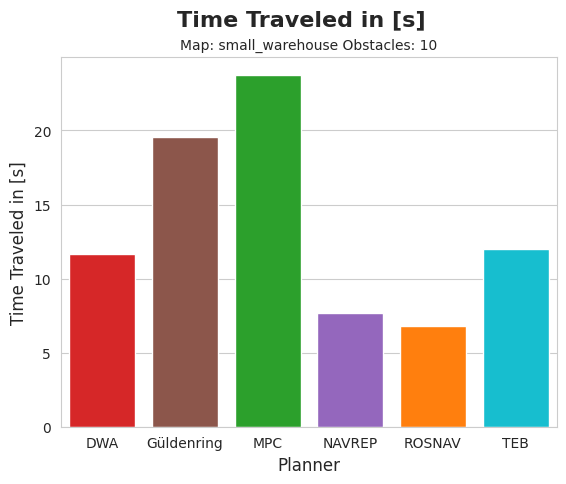 Time Traveled in [s]
Map: small_warehouse Obstacles: 10
Time Traveled in [s]
20
15
10
5
0
DWA Güldenring MPC NAVREP ROSNAV TEB
Planner